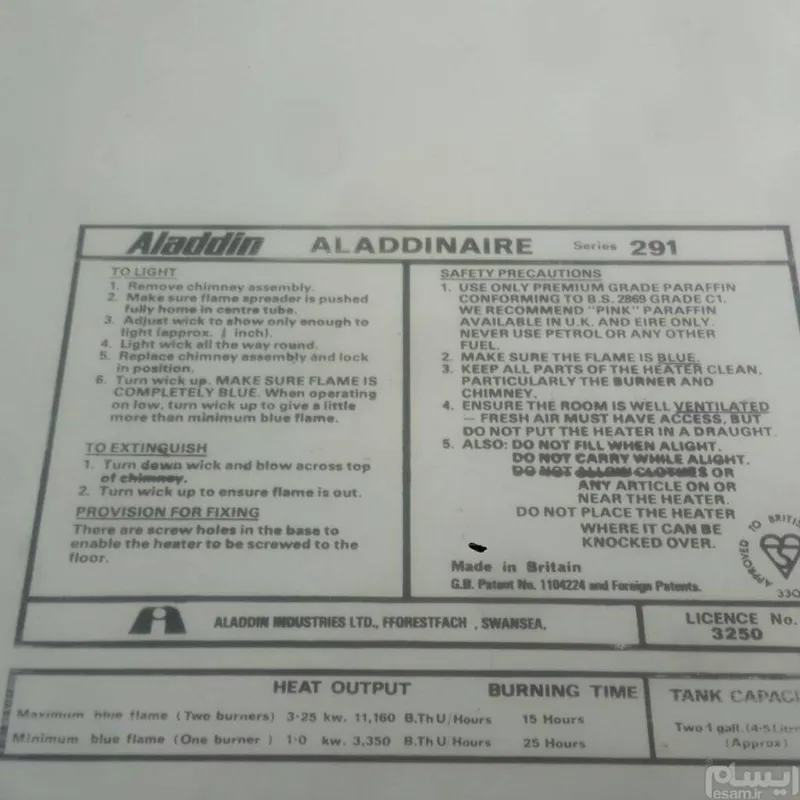 Aladdin ALADDINAIRE Series 291
TO LIGHT
1. Remove chimney assembly.
2. Make sure flame spreader is pushed
fully home in centre tube.
3. Adjust wick to show only enough to
light (approx. inch).
4. Light wick all the way round.
5. Replace chimney assembly and lock
in position.
6. Turn wick up. MAKE SURE FLAME IS
COMPLETELY BLUE. When operating
on low, turn wick up to give a little
more than minimum blue flame.
TO EXTINGUISH
1. Turn down wick and blow across top
of chimney.
2. Turn wick up to ensure flame is out.
PROVISION FOR FIXING
There are screw holes in the base to
enable the heater to be screwed to the
floor.
SAFETY PRECAUTIONS
1. USE ONLY PREMIUM GRADE PARAFFIN
CONFORMING TO B.S. 2869 GRADE C1.
WE RECOMMEND "PINK" PARAFFIN
AVAILABLE IN U.K. AND EIRE ONLY.
NEVER USE PETROL OR ANY OTHER
FUEL.
2. MAKE SURE THE FLAME IS BLUE.
3. KEEP ALL PARTS OF THE HEATER CLEAN,
PARTICULARLY THE BURNER AND
CHIMNEY.
4. ENSURE THE ROOM IS WELL VENTILATED
– FRESH AIR MUST HAVE ACCESS, BUT
DO NOT PUT THE HEATER IN A DRAUGHT.
5. ALSO: DO NOT FILL WHEN ALIGHT.
DO NOT CARRY WHILE ALIGHT.
DO NOT ALLOW CLOTHES OR
ANY ARTICLE ON OR
NEAR THE HEATER.
DO NOT PLACE THE HEATER
WHERE IT CAN BE
KNOCKED OVER.
Made in Britain
G.B. Patent No. 1104224 and Foreign Patents.
APPROVED TO BRITIS
330
ALADDIN INDUSTRIES LTD., FFORESTFACH , SWANSEA.
LICENCE No.
3250
HEAT OUTPUT BURNING TIME
Maximum blue flame (Two burners) 3·25 kw. 11,160 B.Th U/Hours 15 Hours
Minimum blue flame (One burner ) 1·0 kw. 3,350 B.Th U/Hours 25 Hours
TANK CAPACI
Two 1 gall. (4·5 Litre
(Approx)
ایسام
esam.ir